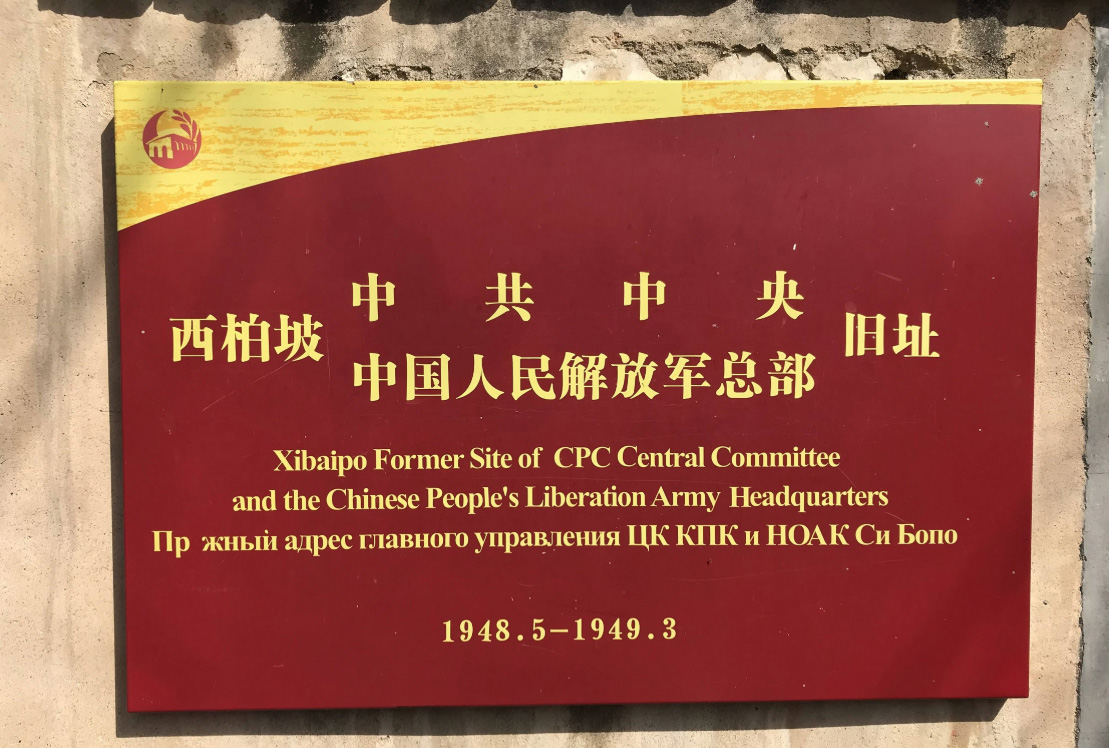 西柏坡 中共中央 旧址
中国人民解放军总部
Xibaipo Former Site of CPC Central Committee
and the Chinese People's Liberation Army Headquarters
Пр жный адрес главного управления ЦК КПК и НОАК Си Бопо
1948.5-1949.3